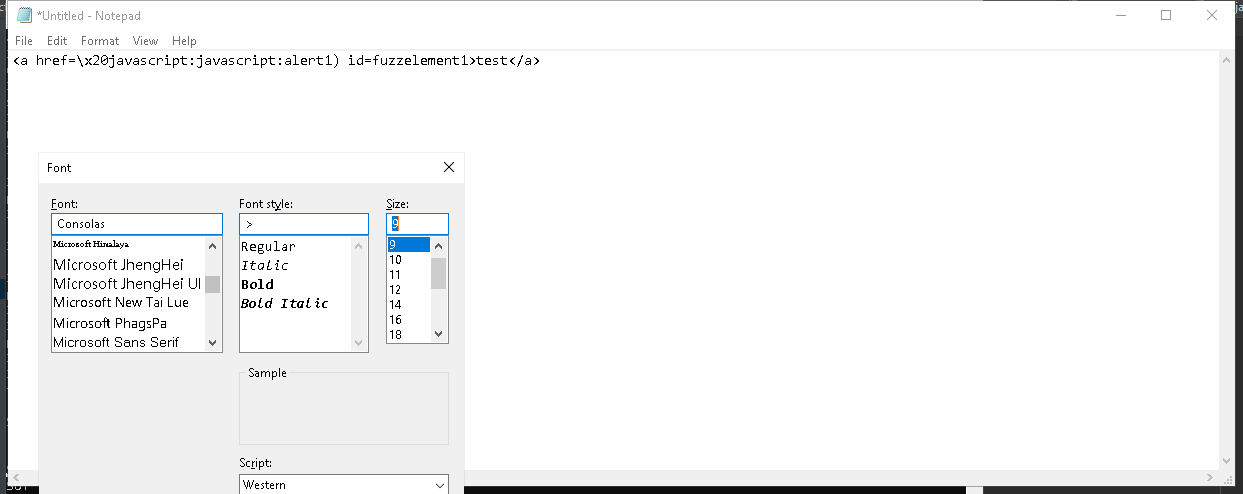 *Untitled - Notepad
File Edit Format View Help
<a href=\x20javascript:javascript:alert1) id=fuzzelement1>test</a>
Font
Font: Font style: Size:
Consolas > 9
Microsoft Himalaya Regular 9
Microsoft JhengHei Italic 10
Microsoft JhengHei UI Bold 11
Microsoft New Tai Lue Bold Italic 12
Microsoft PhagsPa 14
Microsoft Sans Serif 16
18
Sample
Script:
Western